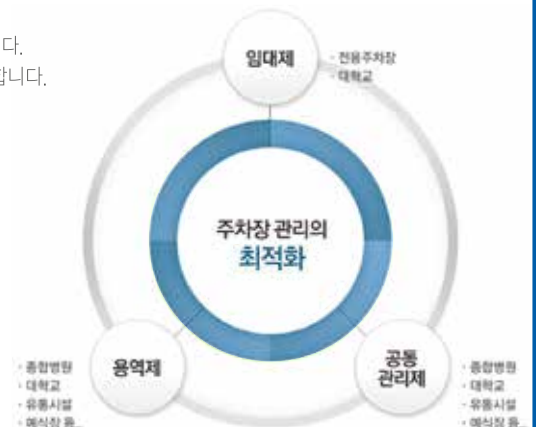 다.
합니다.
임대제
· 전용주차장
· 대학교
주차장 관리의
최적화
용역제
· 종합병원
· 대학교
· 유통시설
· 예식장 등...
공통
관리제
· 종합병원
· 대학교
· 유통시설
· 예식장 등...